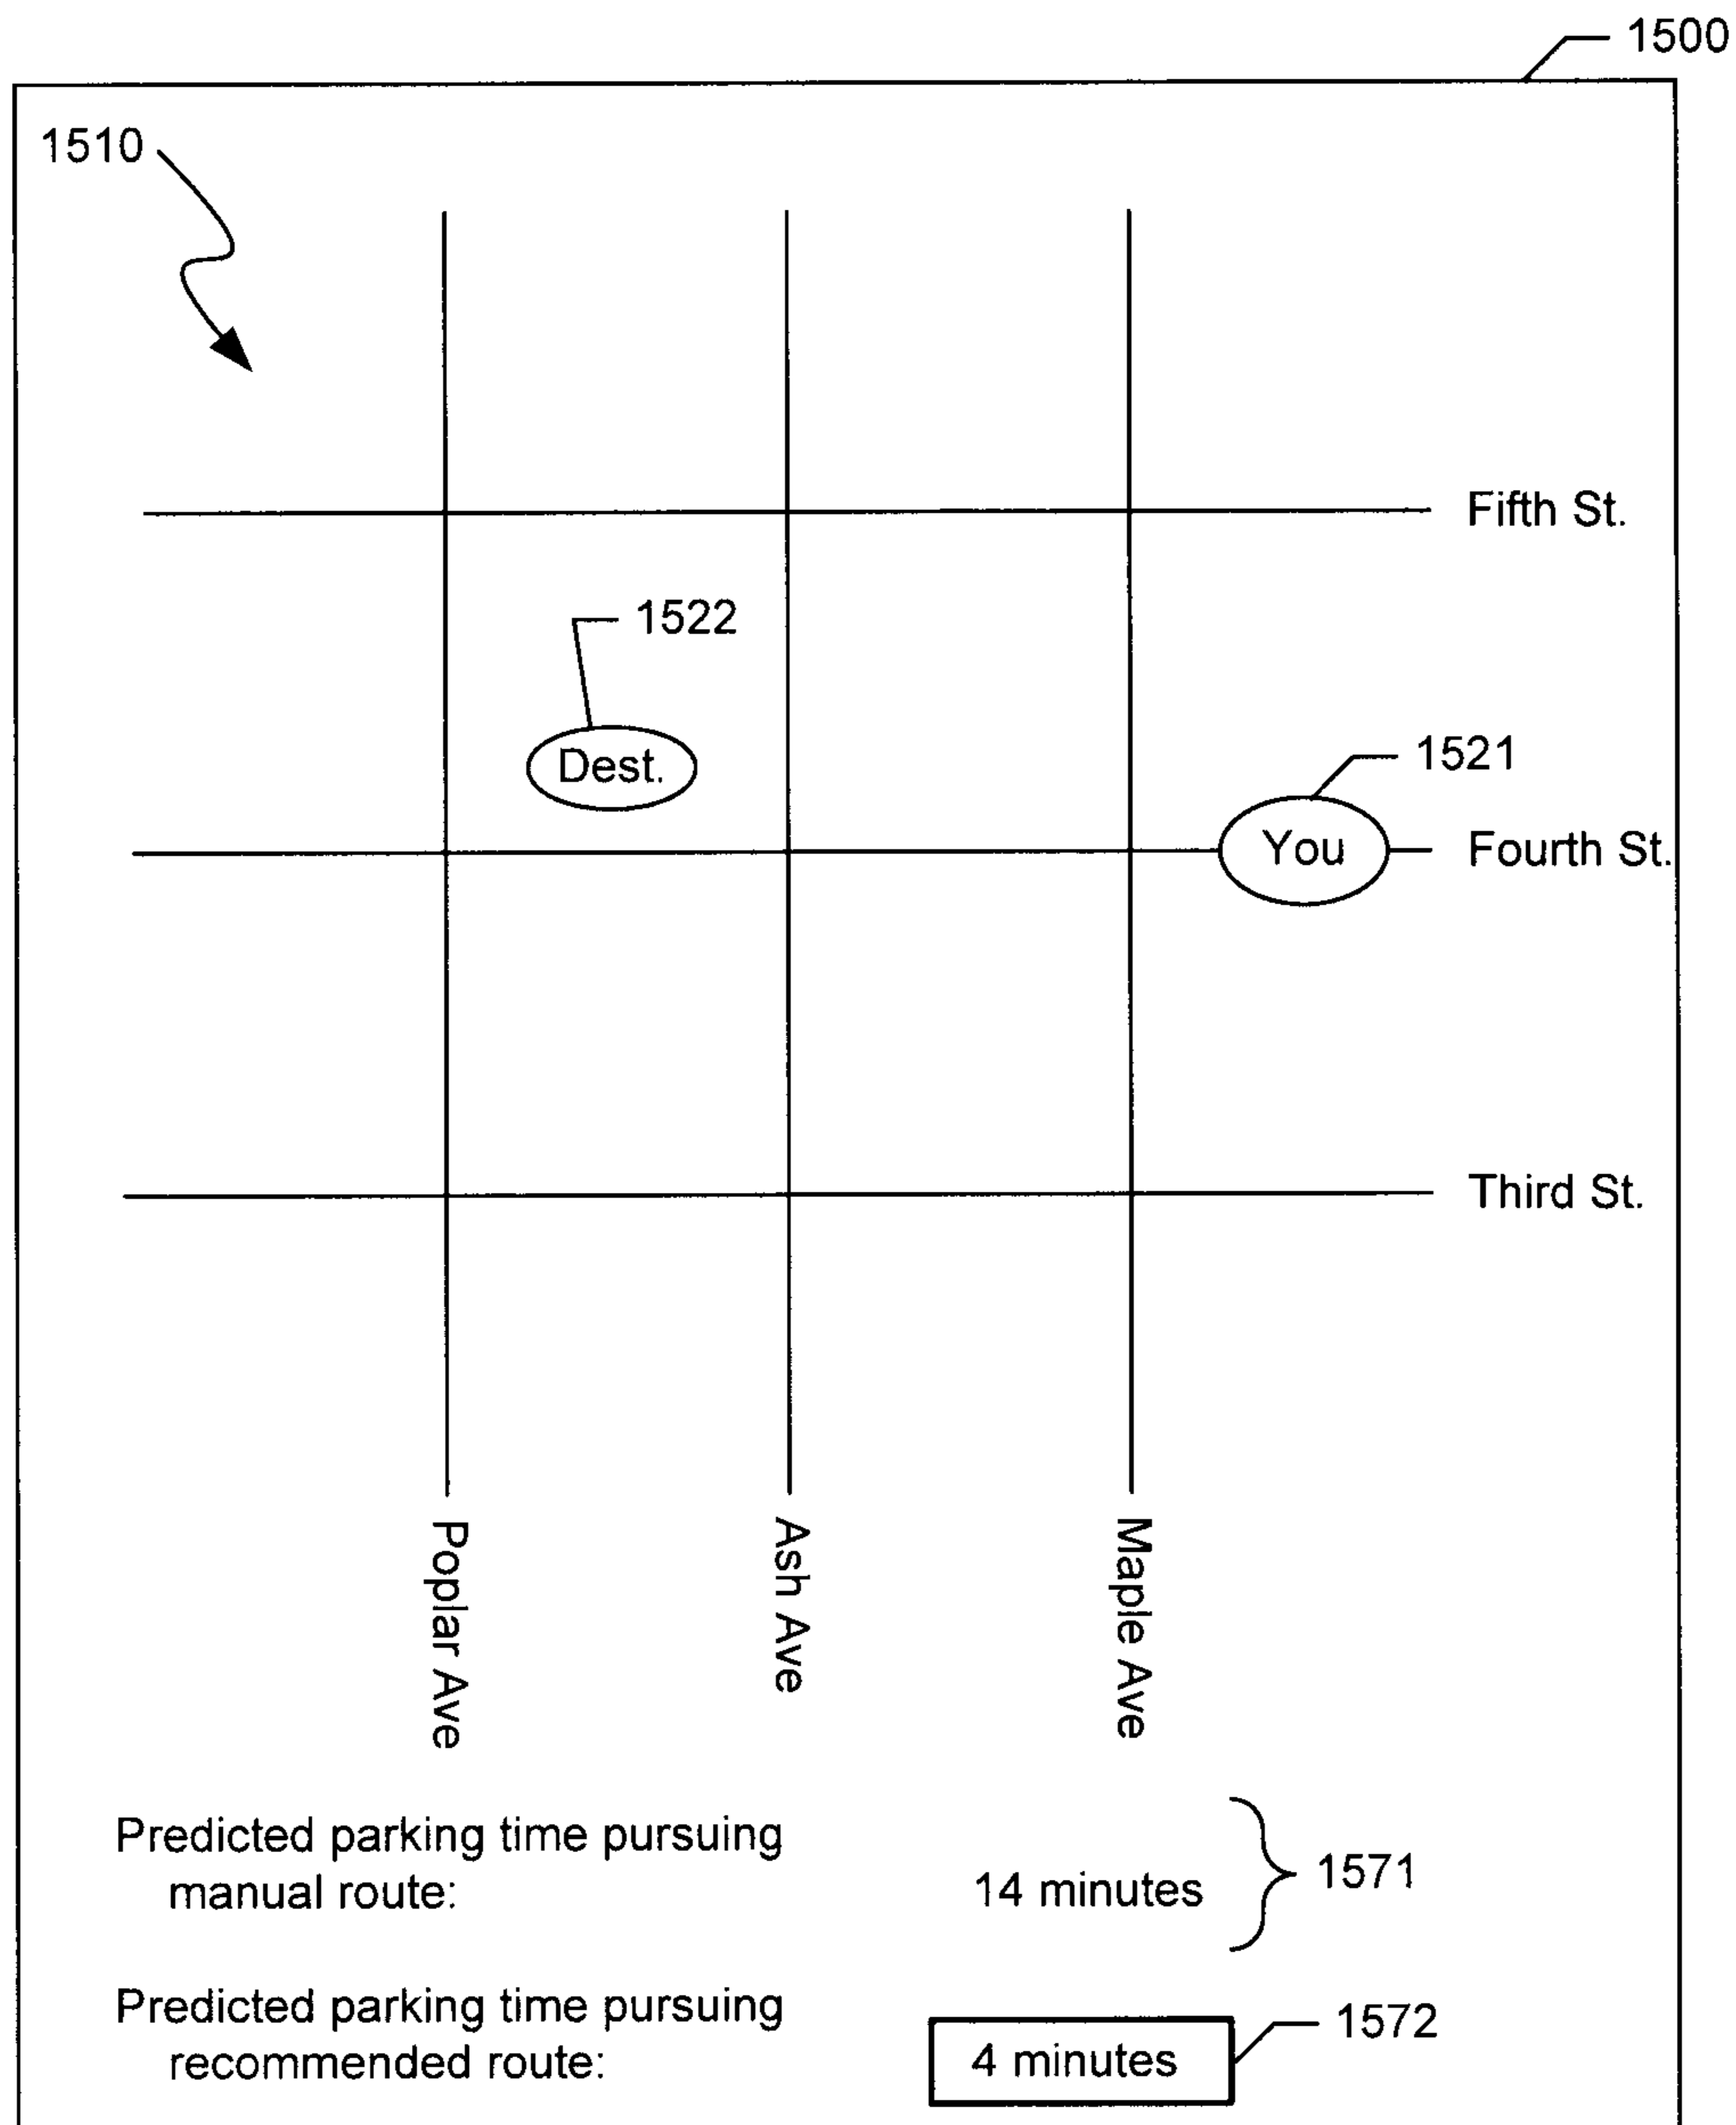 1500
1510
Fifth St.
1522
Dest.
1521
You
Fourth St.
Third St.
Poplar Ave
Ash Ave
Maple Ave
Predicted parking time pursuing
manual route:
14 minutes
1571
Predicted parking time pursuing
recommended route:
4 minutes
1572